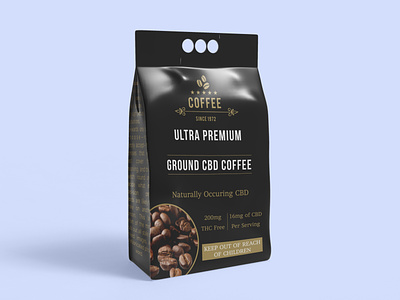 COFFEE
SINCE 1972
ULTRA PREMIUM
GROUND CBD COFFEE
Naturally Occuring CBD
200mg
THC Free
16mg of CBD
Per Serving
KEEP OUT OF REACH
OF CHILDREN